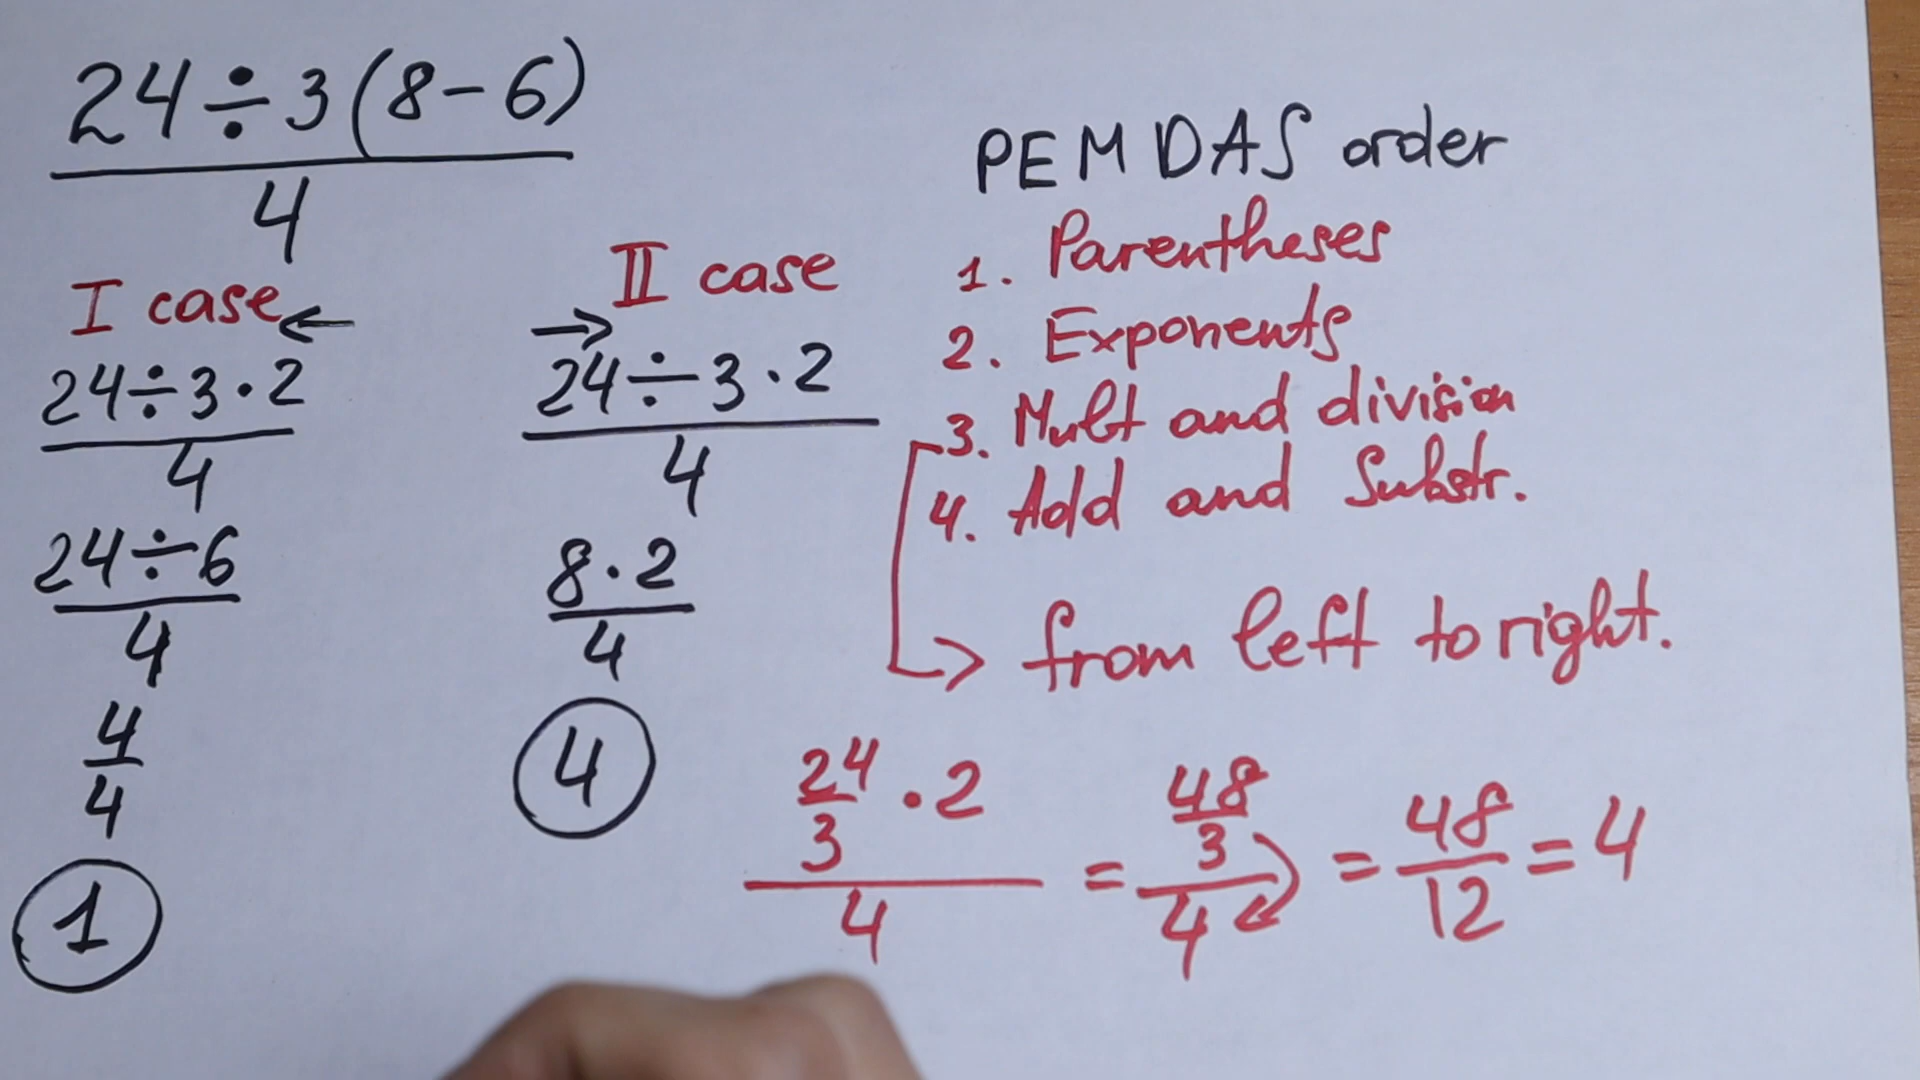 24÷3(8-6)
4
I case ←
24÷3·2
4
24÷6
4
4
4
1
→ II case
24÷3·2
4
8·2
4
4
PEMDAS order
1. Parentheses
2. Exponents
3. Mult and division
4. Add and Substr.
→ from left to right.
24/3 · 2 / 4 = 48/3 / 4 = 48/12 = 4